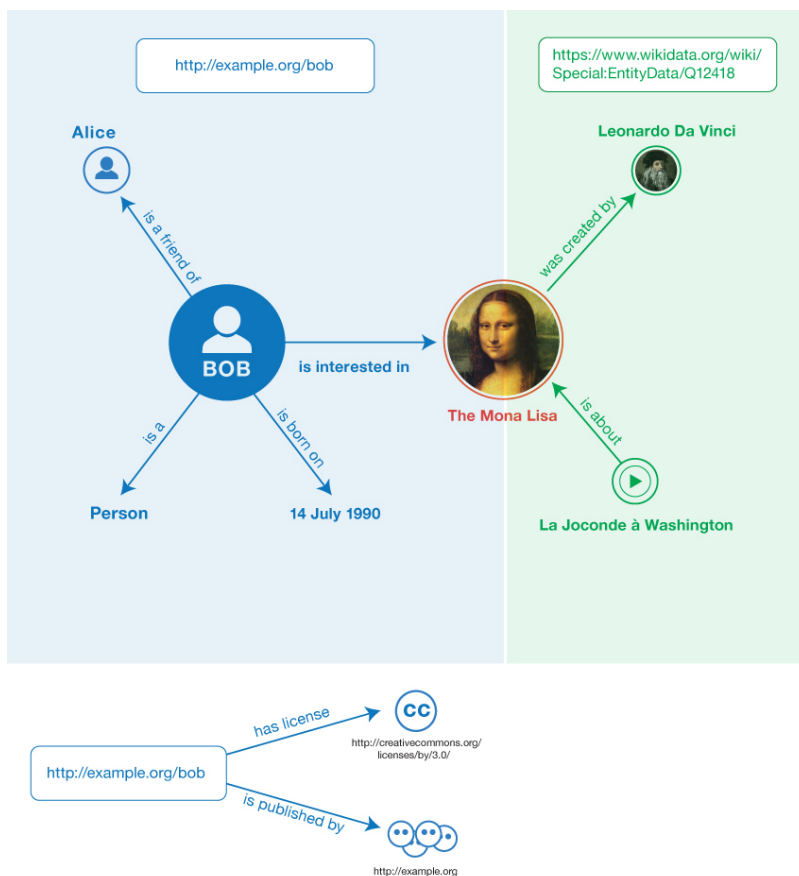 http://example.org/bob
https://www.wikidata.org/wiki/
Special:EntityData/Q12418
Alice
Leonardo Da Vinci
is a friend of
was created by
BOB
is interested in
The Mona Lisa
is a
is born on
is about
Person
14 July 1990
La Joconde à Washington
has license
CC
http://creativecommons.org/
licenses/by/3.0/
http://example.org/bob
is published by
http://example.org